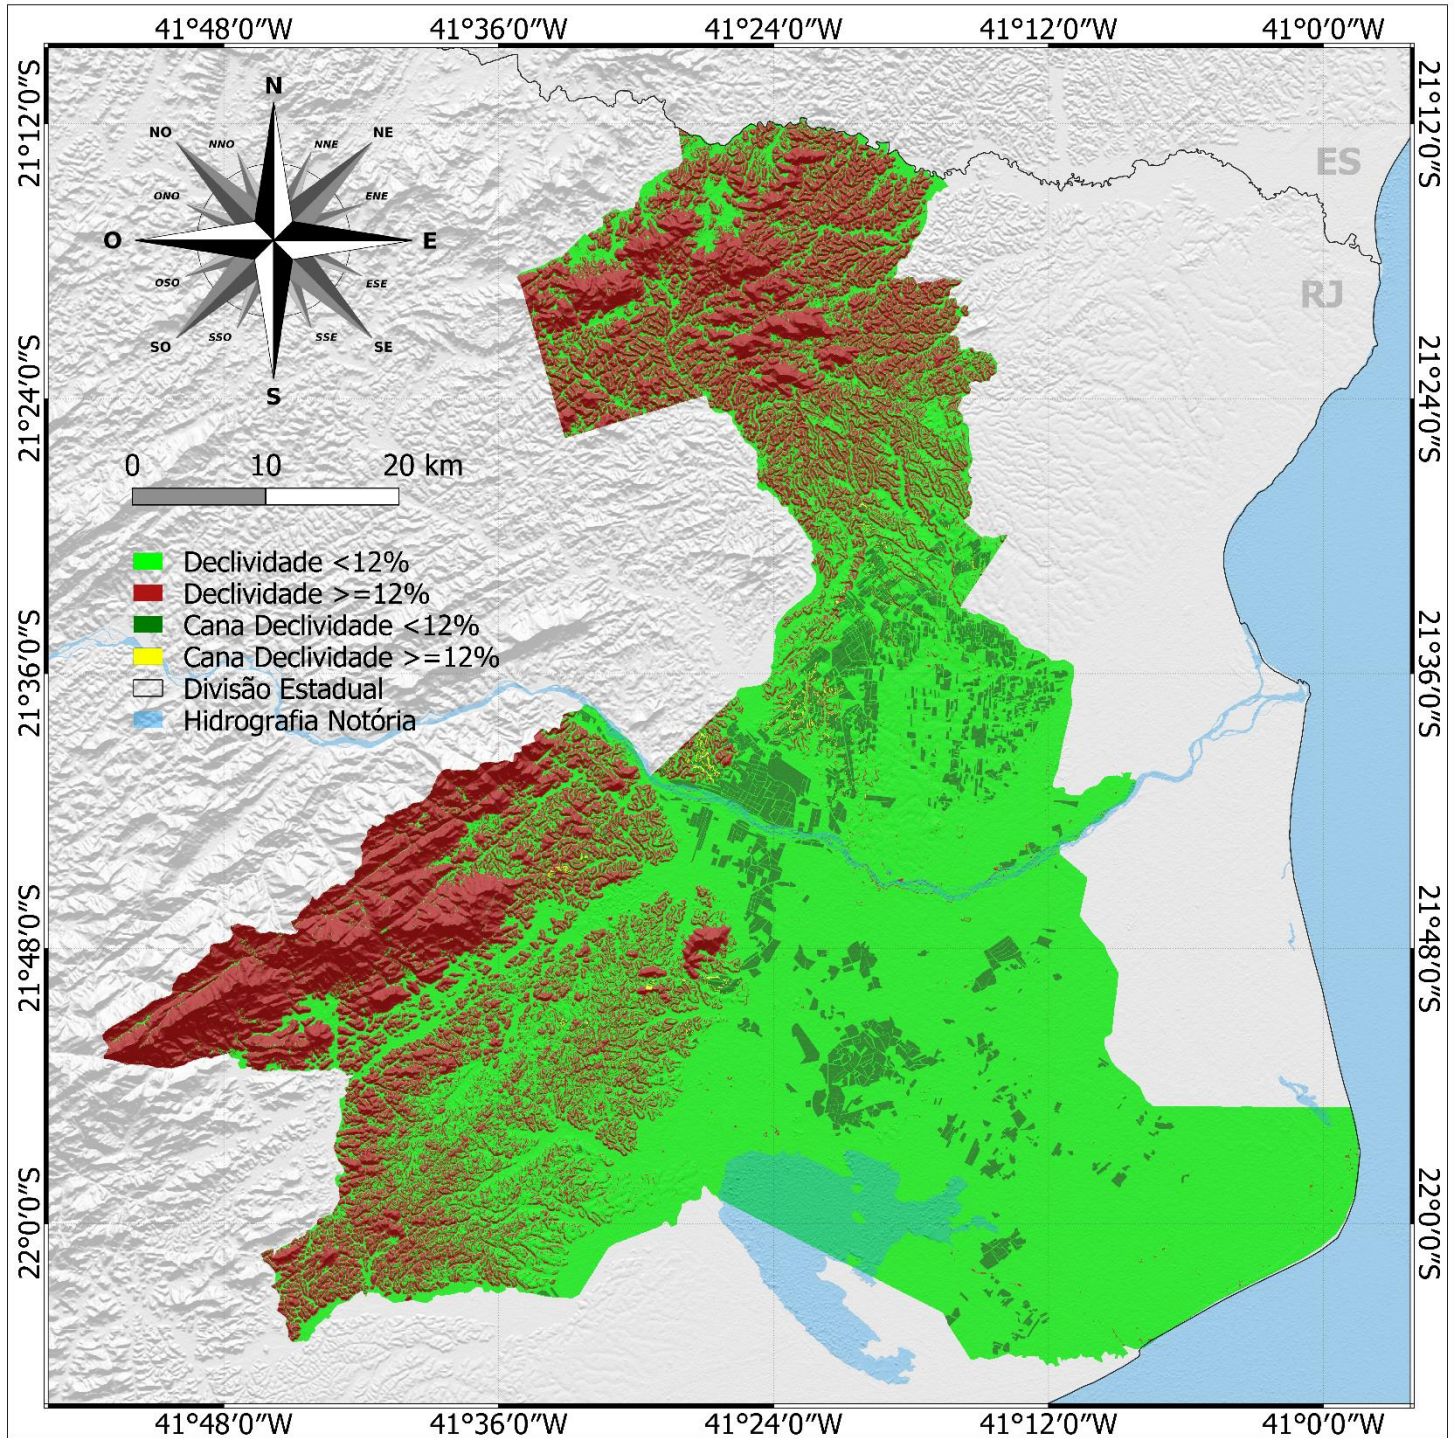 41°48′0″W 41°36′0″W 41°24′0″W 41°12′0″W 41°0′0″W
21°12′0″S
21°24′0″S
21°36′0″S
21°48′0″S
22°0′0″S
N
NO NNO NNE NE
ONO ENE
O E
OSO ESE
SO SSO SSE SE
S
ES
RJ
0 10 20 km
Declividade <12%
Declividade >=12%
Cana Declividade <12%
Cana Declividade >=12%
Divisão Estadual
Hidrografia Notória
21°12′0″S
21°24′0″S
21°36′0″S
21°48′0″S
22°0′0″S
41°48′0″W 41°36′0″W 41°24′0″W 41°12′0″W 41°0′0″W